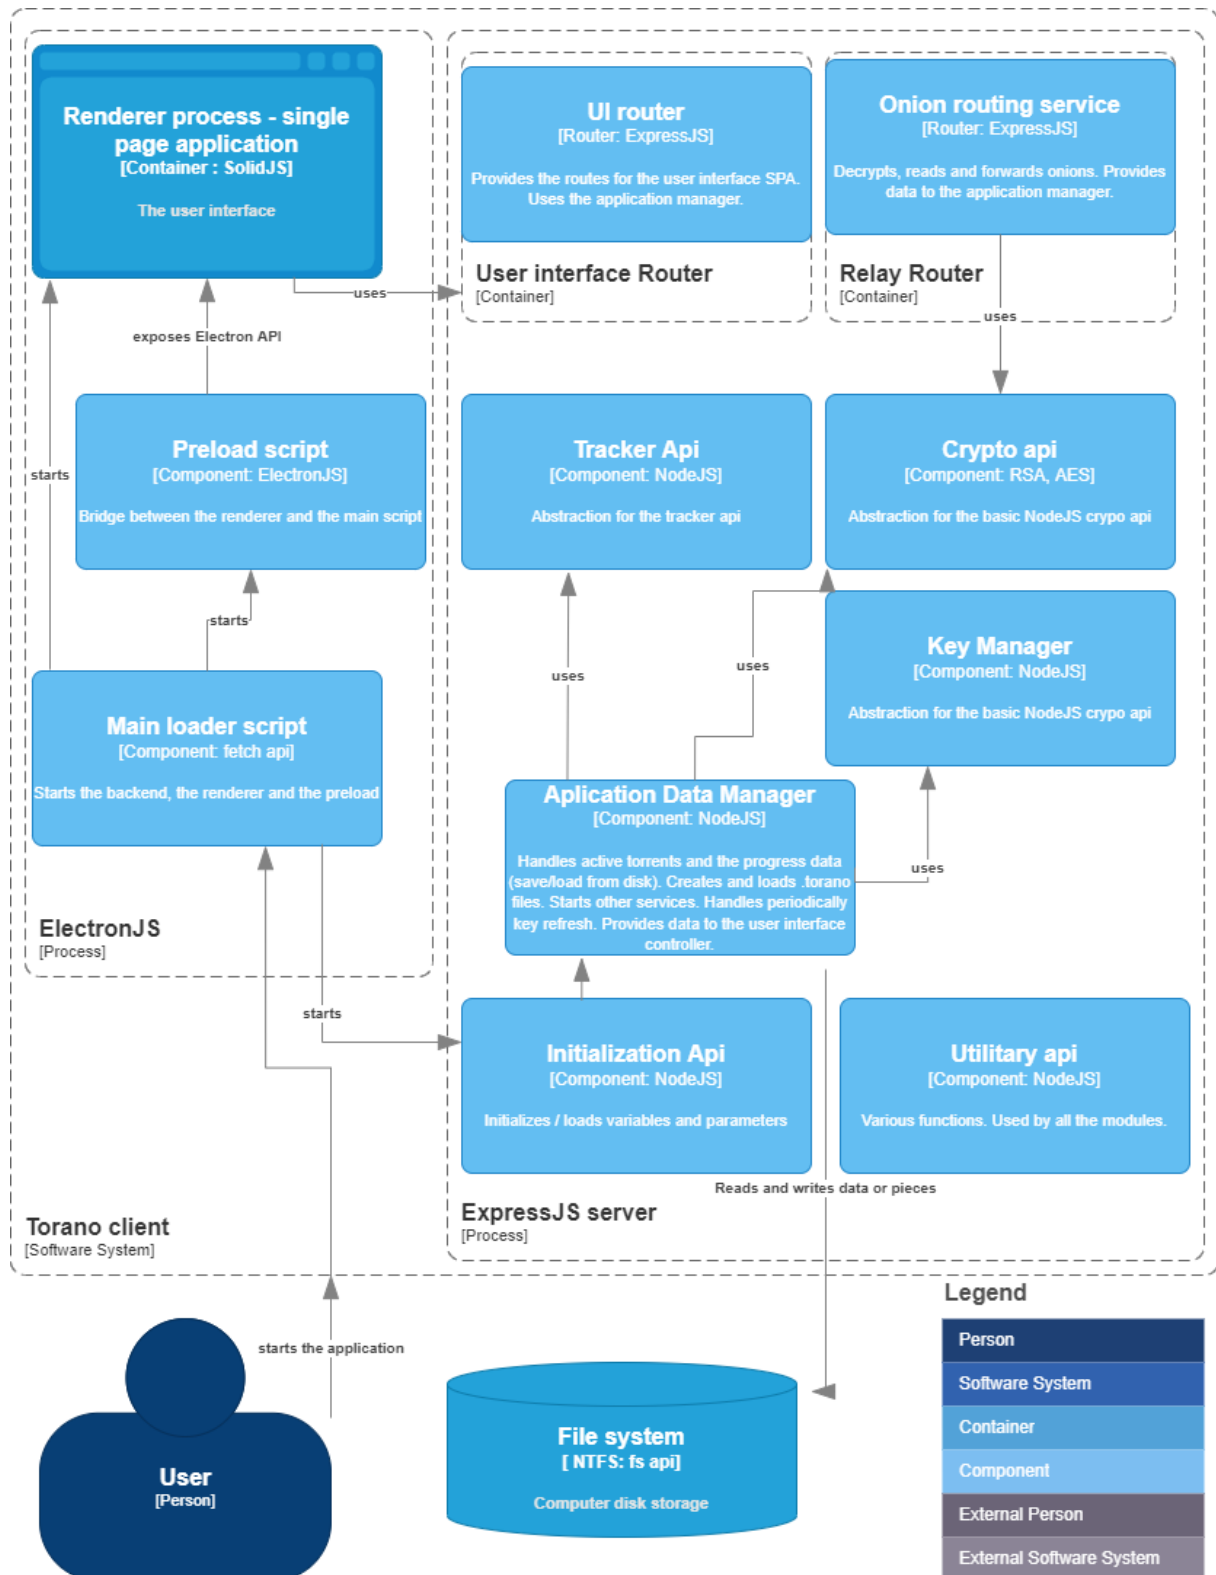 Renderer process - single
page application
[Container : SolidJS]
The user interface
UI router
[Router: ExpressJS]
Provides the routes for the user interface SPA.
Uses the application manager.
Onion routing service
[Router: ExpressJS]
Decrypts, reads and forwards onions. Provides
data to the application manager.
User interface Router
[Container]
Relay Router
[Container]
uses
uses
exposes Electron API
Preload script
[Component: ElectronJS]
Bridge between the renderer and the main script
Tracker Api
[Component: NodeJS]
Abstraction for the tracker api
Crypto api
[Component: RSA, AES]
Abstraction for the basic NodeJS crypo api
starts
starts
Key Manager
[Component: NodeJS]
Abstraction for the basic NodeJS crypo api
uses
uses
Main loader script
[Component: fetch api]
Starts the backend, the renderer and the preload
Aplication Data Manager
[Component: NodeJS]
Handles active torrents and the progress data
(save/load from disk). Creates and loads .torano
files. Starts other services. Handles periodically
key refresh. Provides data to the user interface
controller.
uses
ElectronJS
[Process]
starts
Initialization Api
[Component: NodeJS]
Initializes / loads variables and parameters
Utilitary api
[Component: NodeJS]
Various functions. Used by all the modules.
Reads and writes data or pieces
Torano client
[Software System]
ExpressJS server
[Process]
starts the application
User
[Person]
File system
[ NTFS: fs api]
Computer disk storage
Legend
Person
Software System
Container
Component
External Person
External Software System